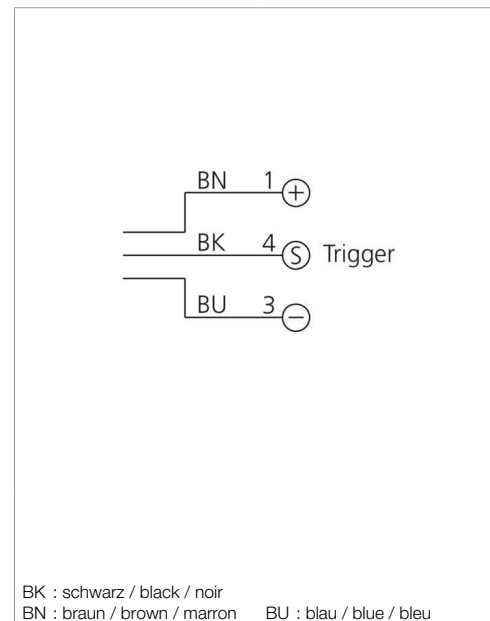 BN 1 +
BK 4 S Trigger
BU 3 −
BK : schwarz / black / noir
BN : braun / brown / marron BU : blau / blue / bleu